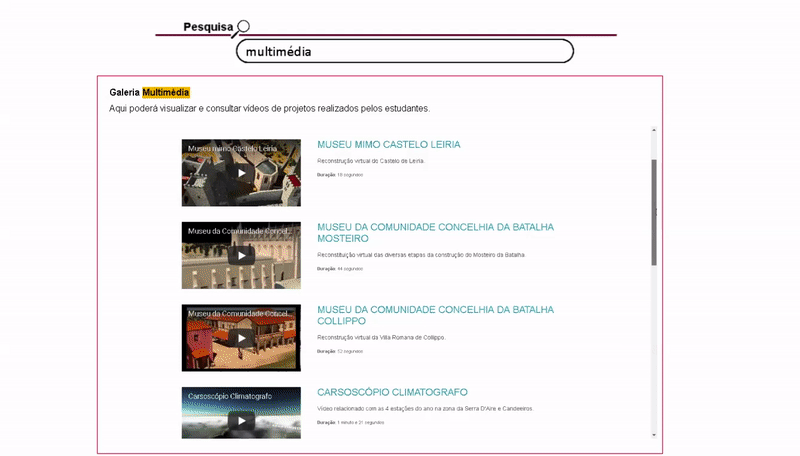 Pesquisa
multimédia
Galeria Multimédia
Aqui poderá visualizar e consultar vídeos de projetos realizados pelos estudantes.
Museu mimo Castelo Leiria
MUSEU MIMO CASTELO LEIRIA
Reconstrução virtual do Castelo de Leiria.
Duração: 18 segundos
Museu da Comunidade Concel...
MUSEU DA COMUNIDADE CONCELHIA DA BATALHA
MOSTEIRO
Reconstituição virtual das diversas etapas da construção do Mosteiro da Batalha.
Duração: 44 segundos
Museu da Comunidade Concel...
MUSEU DA COMUNIDADE CONCELHIA DA BATALHA
COLLIPPO
Reconstrução virtual da Villa Romana de Collipo.
Duração: 52 segundos
Carsoscópio Climatografo
CARSOSCÓPIO CLIMATOGRAFO
Vídeo relacionado com as 4 estações do ano na zona da Serra D'Aire e Candeeiros.
Duração: 1 minuto e 21 segundos